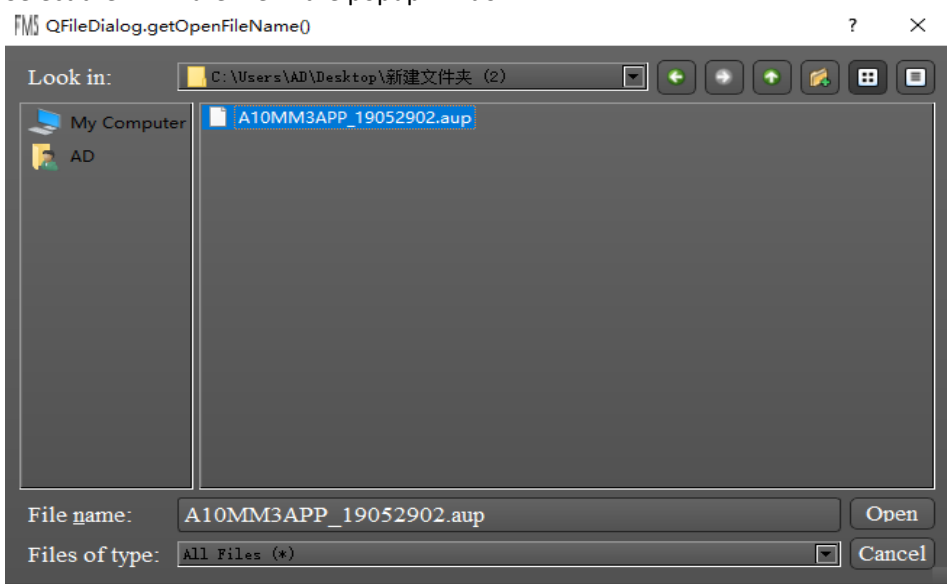 FMS QFileDialog.getOpenFileName() ?
Look in: C:\Users\AD\Desktop\新建文件夹 (2)
My Computer
AD
A10MM3APP_19052902.aup
File name: A10MM3APP_19052902.aup Open
Files of type: All Files (*) Cancel